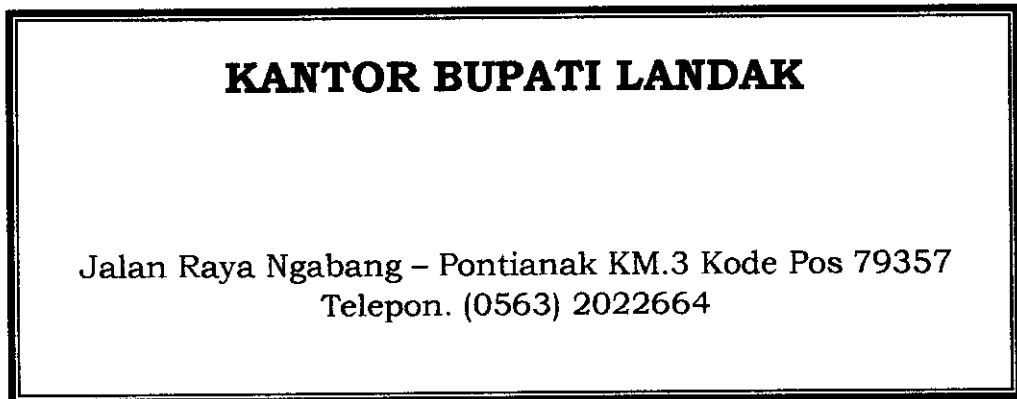 KANTOR BUPATI LANDAK
Jalan Raya Ngabang – Pontianak KM.3 Kode Pos 79357
Telepon. (0563) 2022664